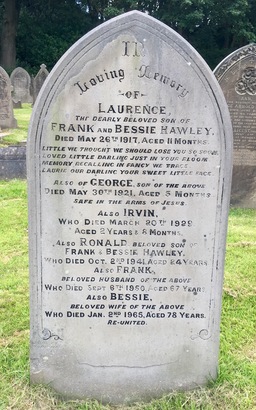 In
Loving Memory
OF
LAURENCE,
THE DEARLY BELOVED SON OF
FRANK AND BESSIE HAWLEY.
DIED MAY 26TH 1917, AGED 11 MONTHS.
LITTLE WE THOUGHT WE SHOULD LOSE YOU SO SOON,
LOVED LITTLE DARLING JUST IN YOUR BLOOM
MEMORY DWELLING IN FANCY WE TRACE
LAURIE OUR DARLING YOUR SWEET LITTLE FACE.
ALSO OF GEORGE, SON OF THE ABOVE
DIED MAY 30TH 1921, AGED 5 MONTHS
SAFE IN THE ARMS OF JESUS.
ALSO IRVIN,
WHO DIED MARCH 20TH 1929
AGED 2 YEARS & 8 MONTHS.
ALSO RONALD BELOVED SON OF
FRANK & BESSIE HAWLEY,
WHO DIED OCT. 2ND 1941, AGED 24 YEARS
ALSO FRANK,
BELOVED HUSBAND OF THE ABOVE
WHO DIED SEPT 6TH 1950, AGED 67 YEARS.
ALSO BESSIE,
BELOVED WIFE OF THE ABOVE
WHO DIED JAN. 2ND 1965, AGED 78 YEARS.
RE-UNITED.